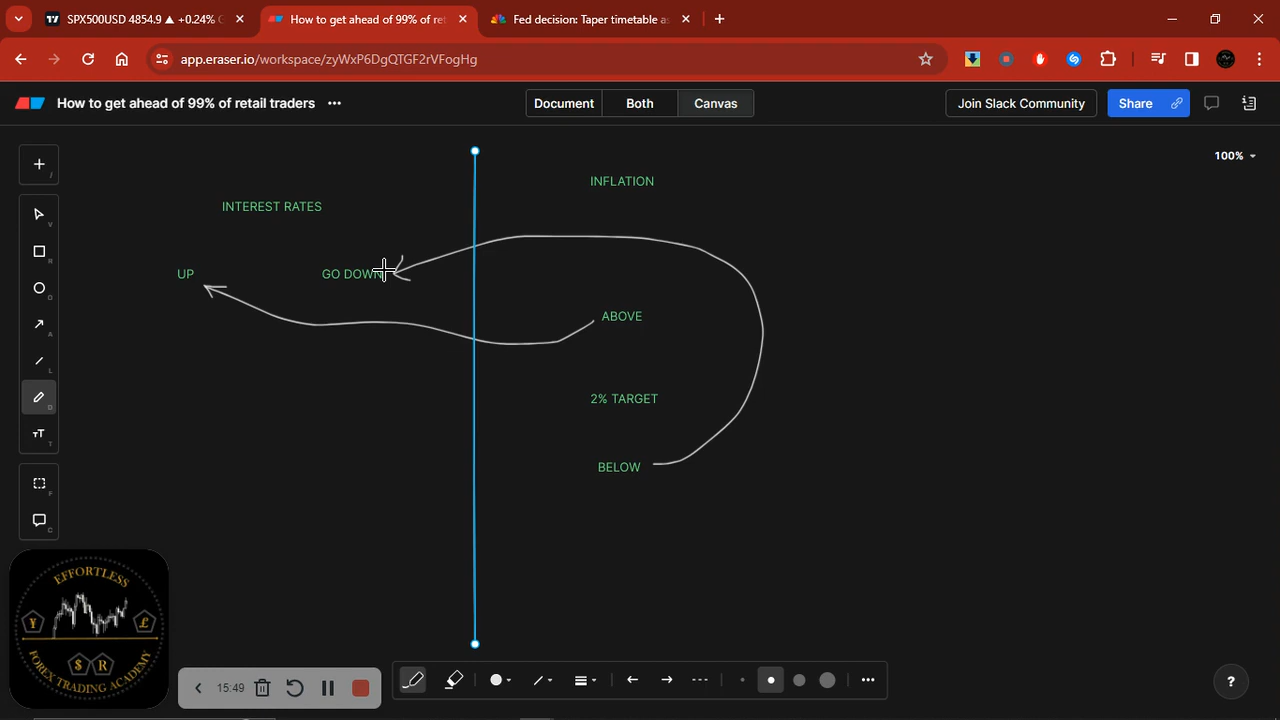 SPX500USD 4854.9 ▲ +0.24%
How to get ahead of 99% of re
Fed decision: Taper timetable a
app.eraser.io/workspace/zyWxP6DgQTGF2rVFogHg
How to get ahead of 99% of retail traders
Document
Both
Canvas
Join Slack Community
Share
100%
INFLATION
INTEREST RATES
UP
GO DOWN
ABOVE
2% TARGET
BELOW
EFFORTLESS
FOREX TRADING ACADEMY
¥
£
$
R
15:49
?